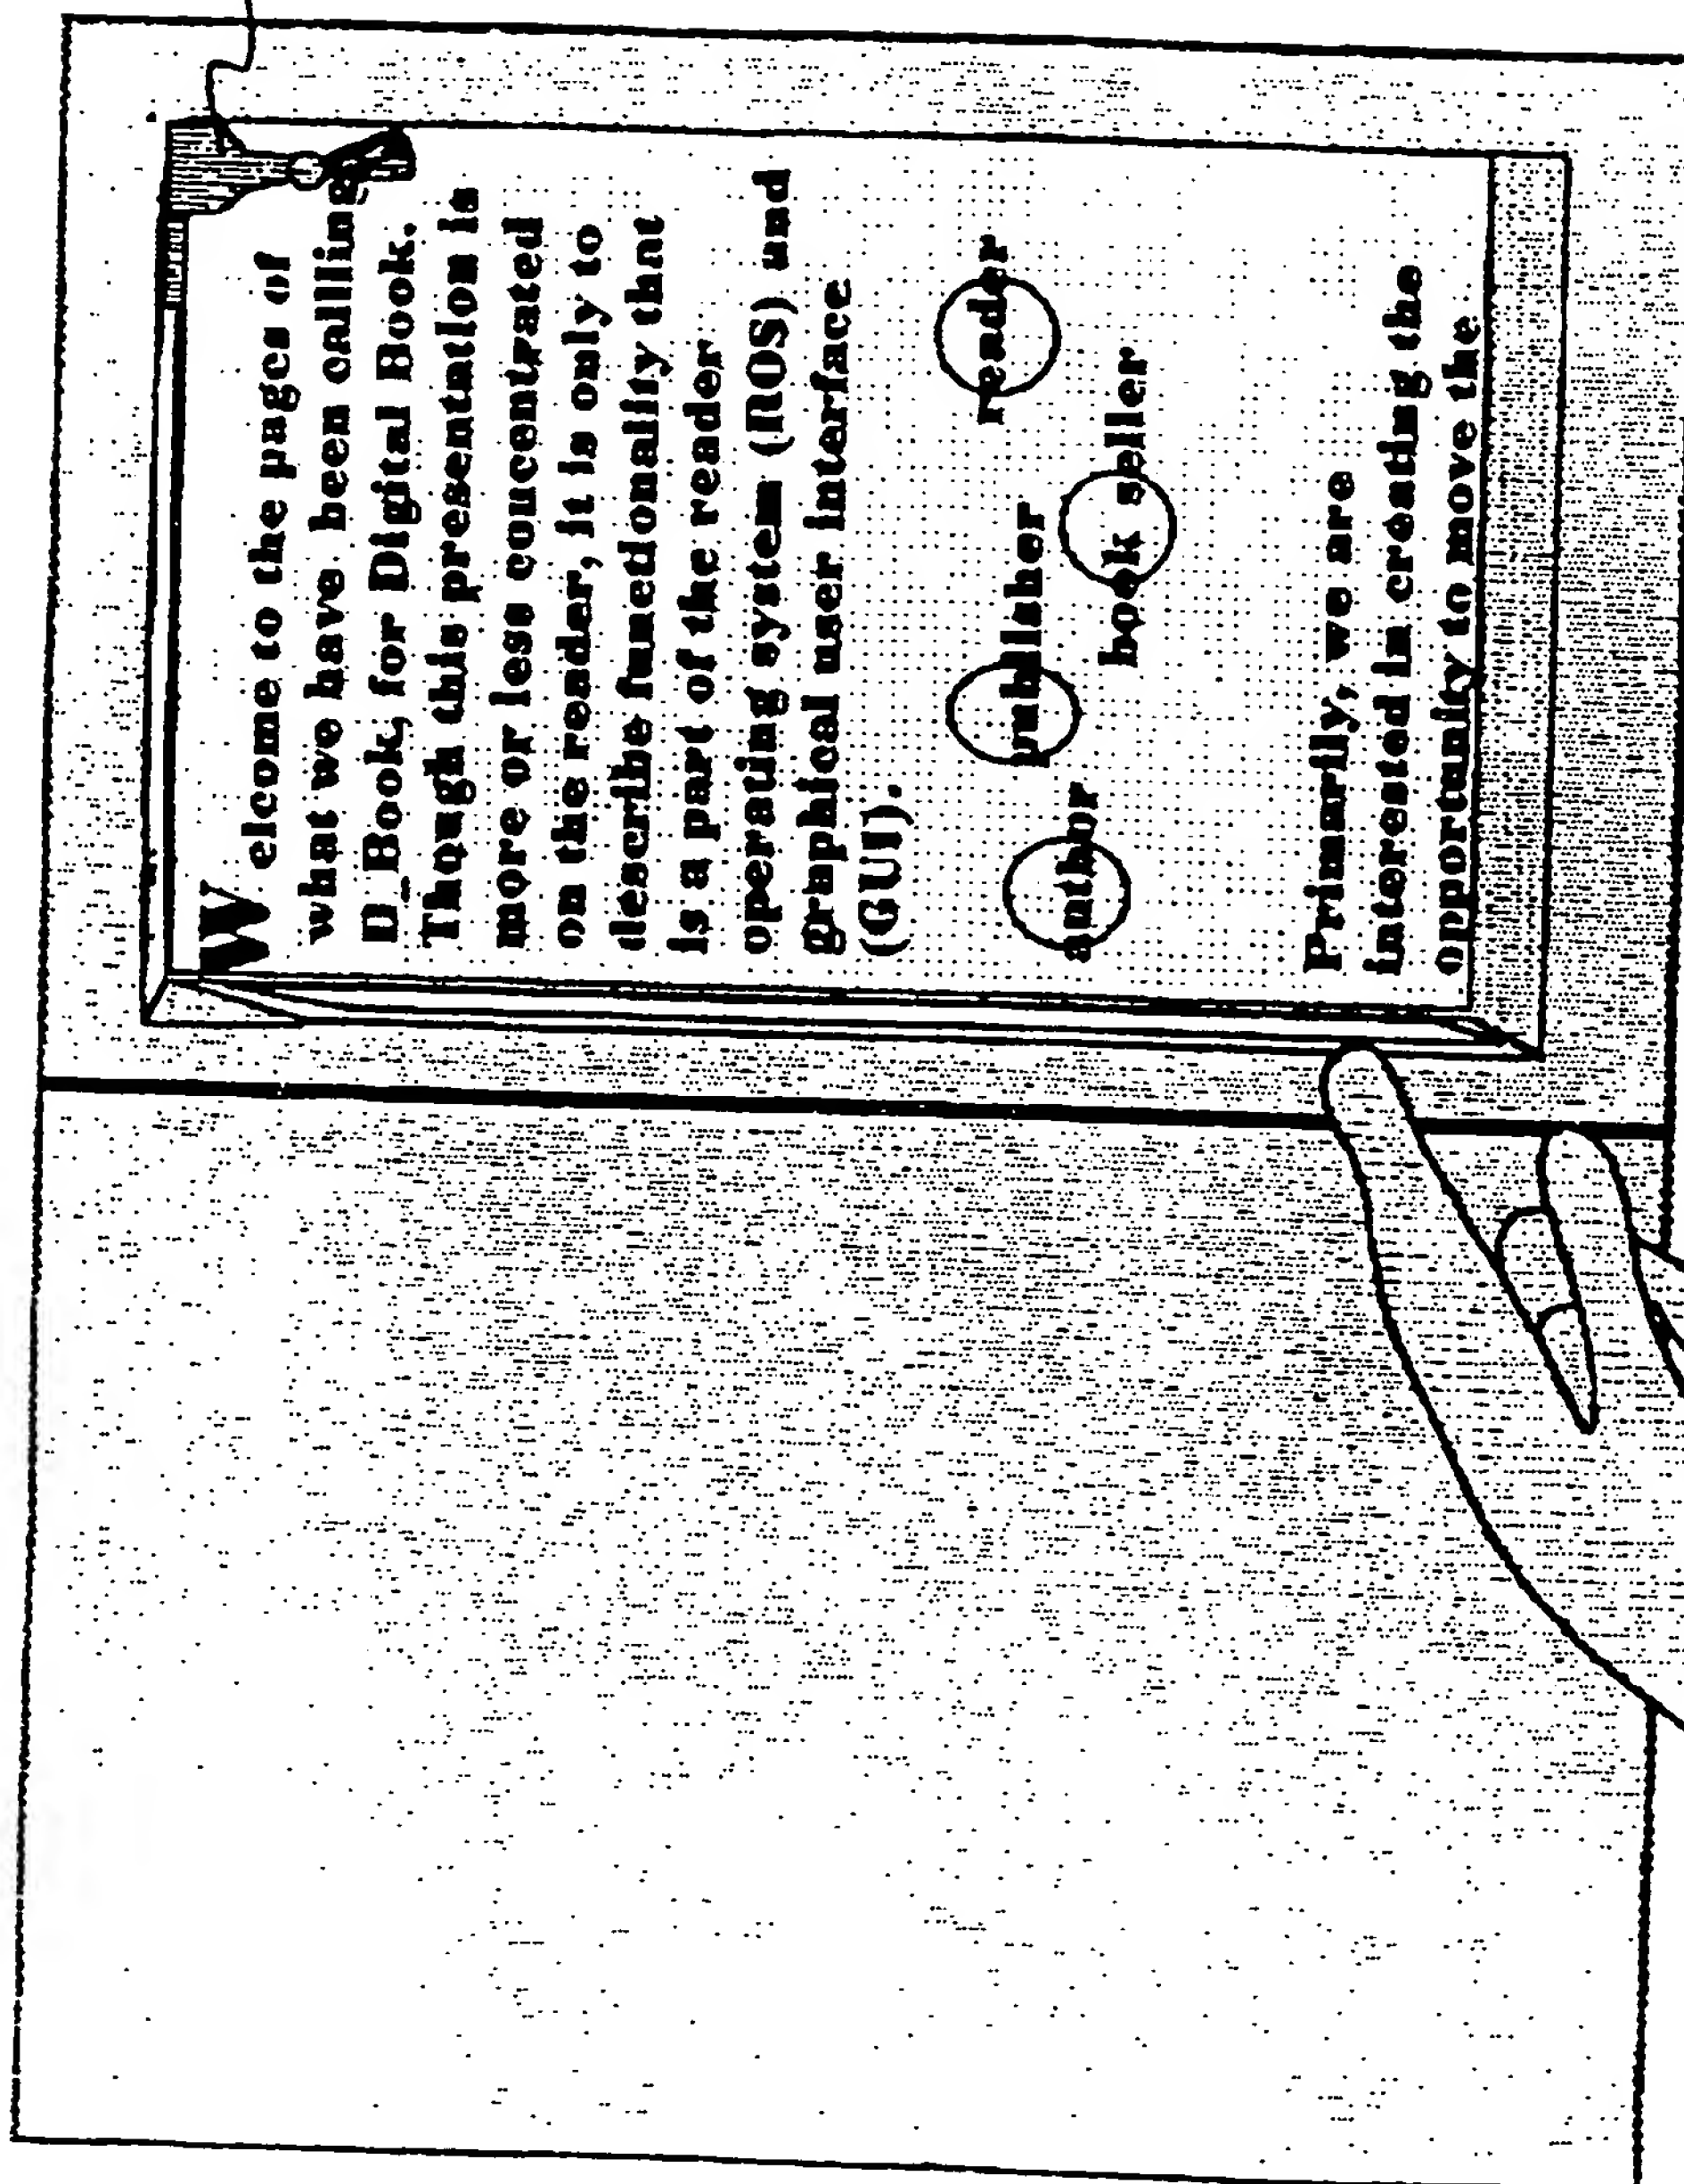 Welcome to the pages of
what we have been calling
D_Book, for Digital Book.
Though this presentation is
more or less concentrated
on the reader, it is only to
describe functionality that
is a part of the reader
operating system (ROS) and
graphical user interface
(GUI).
reader
publisher
author
book seller
Primarily, we are
interested in creating the
opportunity to move the